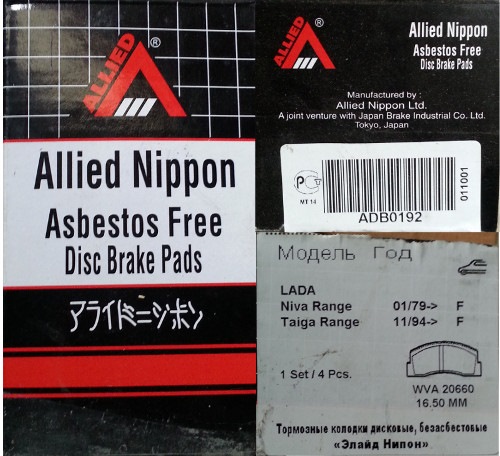 ALLIED ®
Allied Nippon
Asbestos Free
Disc Brake Pads
アライドニッポン
ALLIED ®
Allied Nippon
Asbestos Free
Disc Brake Pads
Manufactured by :
Allied Nippon Ltd.
A joint venture with Japan Brake Industrial Co. Ltd.
Tokyo, Japan
MT 14
ADB0192
011001
Модель Год
LADA
Niva Range 01/79-> F
Taiga Range 11/94-> F
1 Set / 4 Pcs.
WVA 20660
16.50 MM
Тормозные колодки дисковые, безасбестовые
«Элайд Нипон»